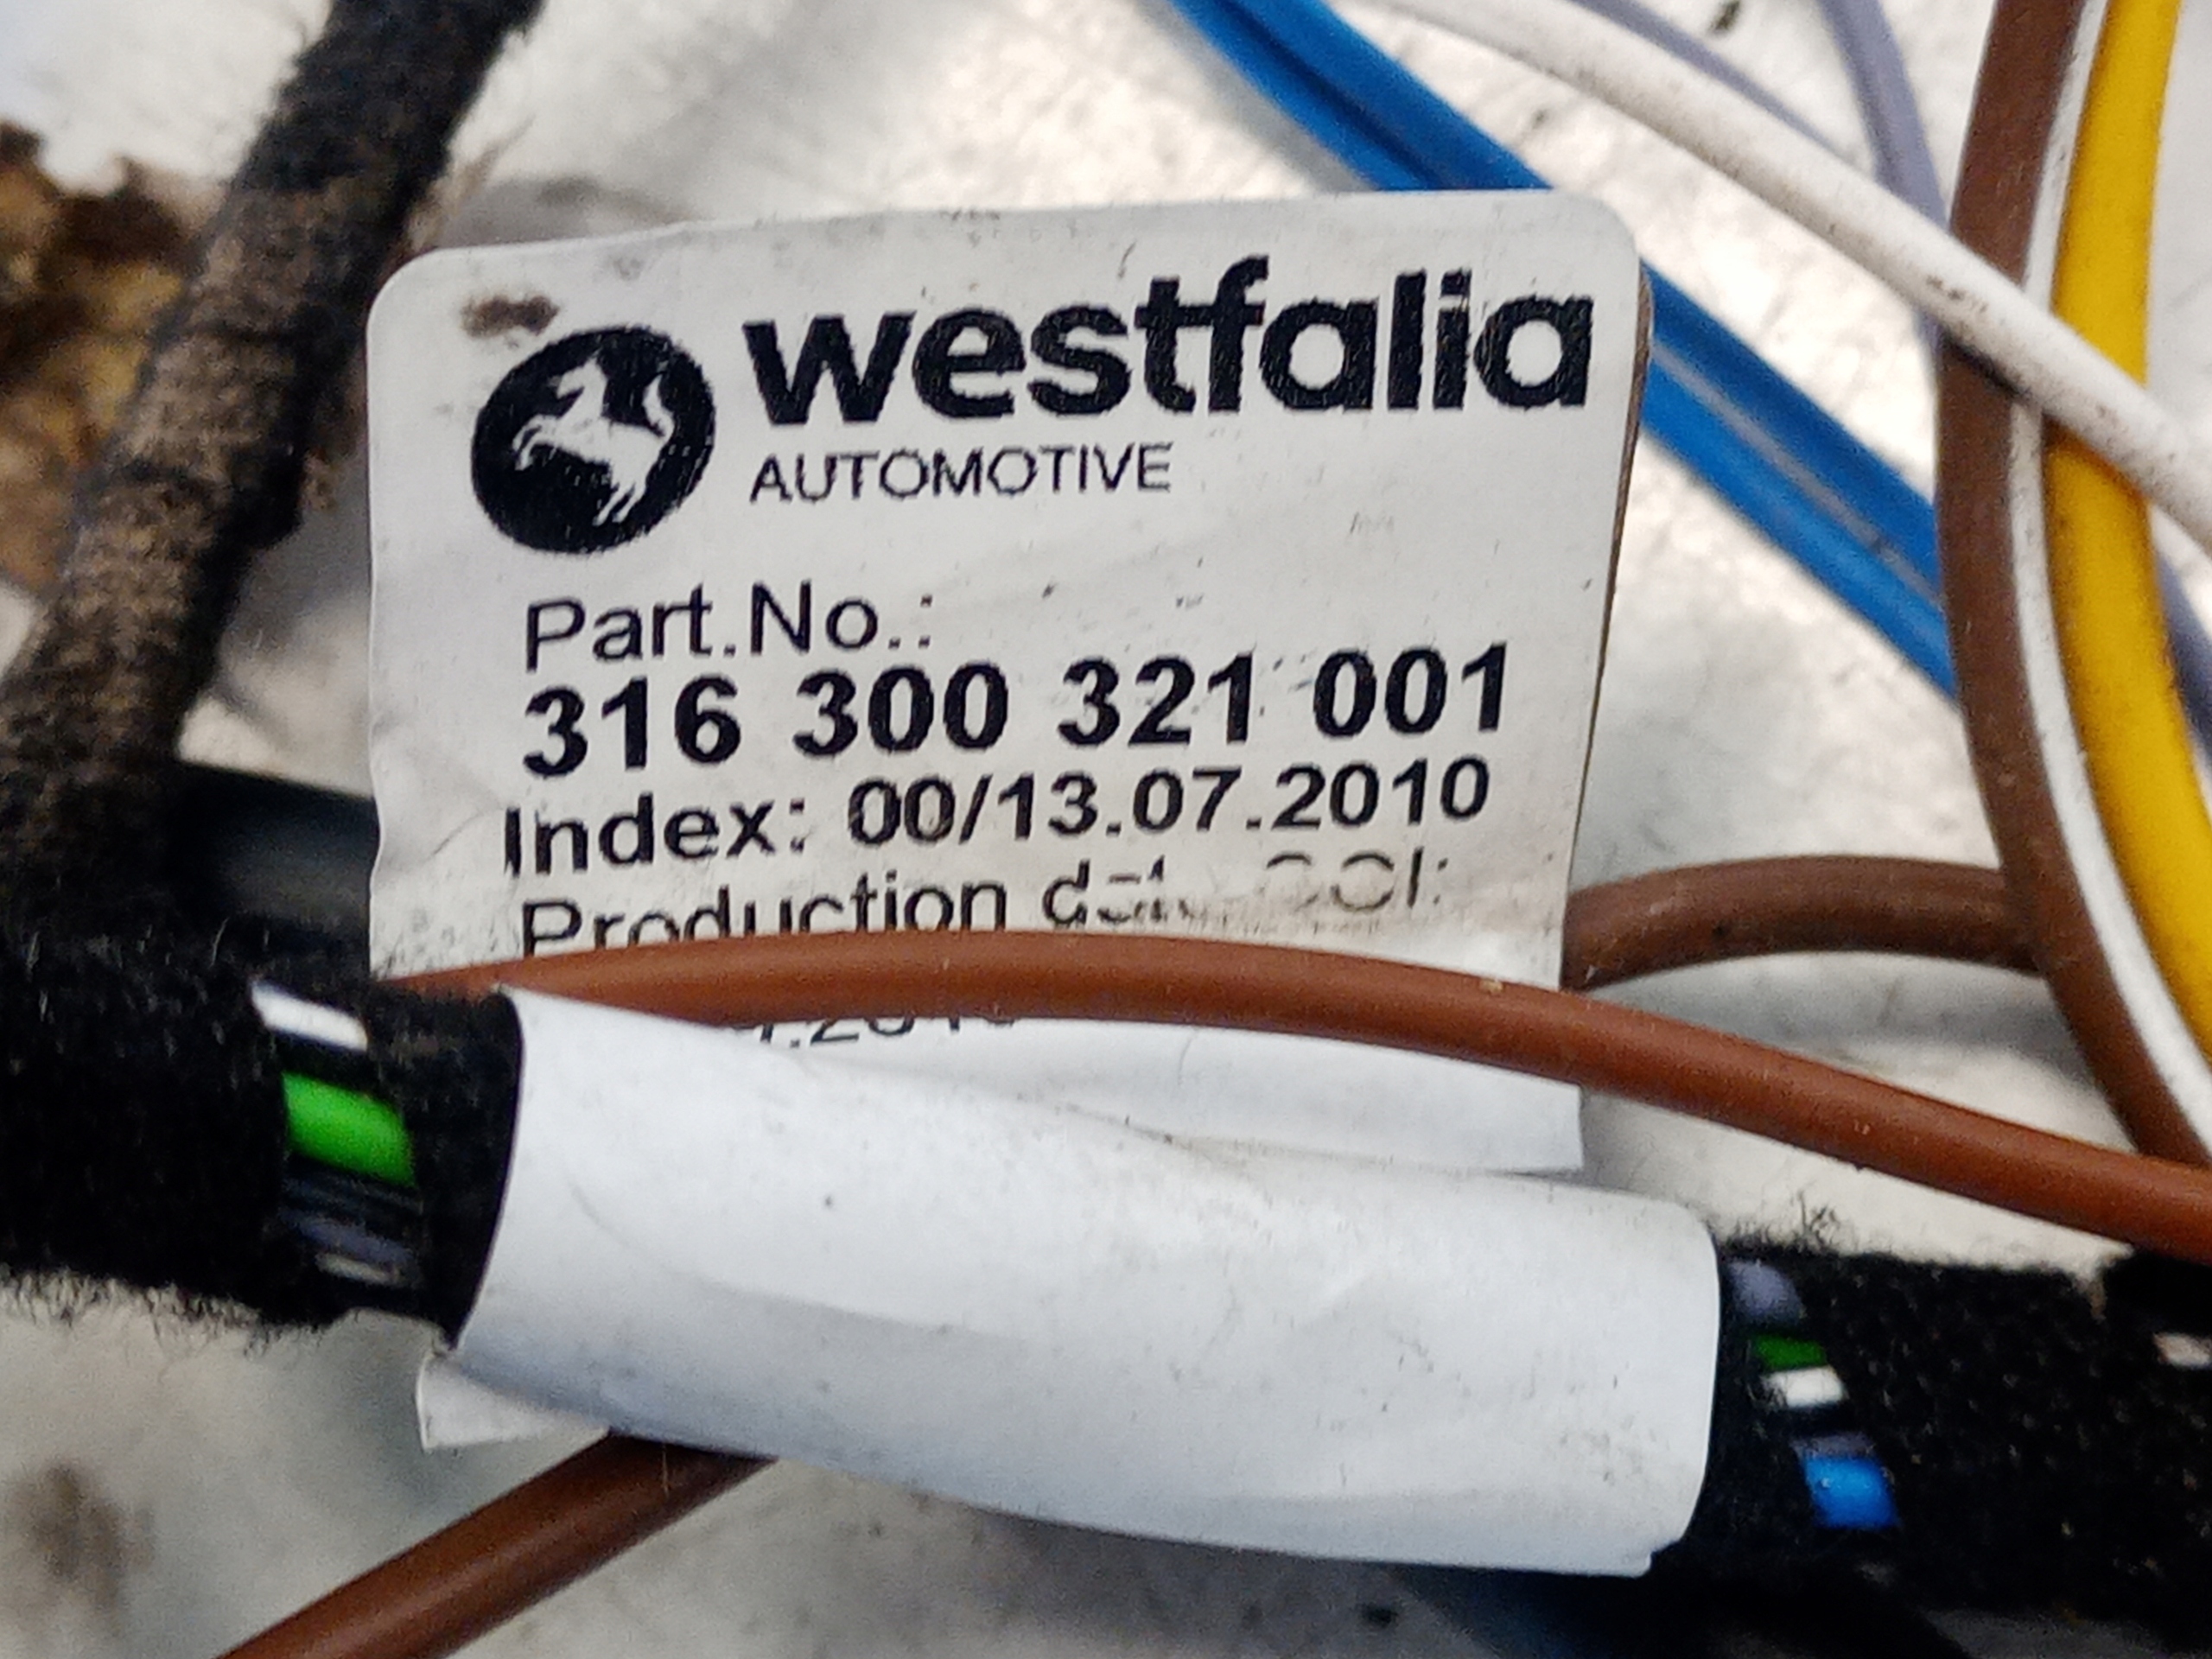 westfalia
AUTOMOTIVE
Part.No.:
316 300 321 001
Index: 00/13.07.2010
Production